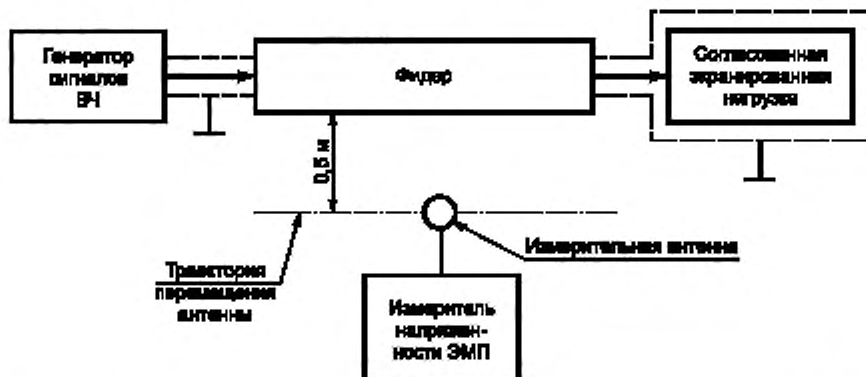 Генератор
сигналов
ВЧ
Фидер
Согласованная
экранированная
нагрузка
0,5 м
Траектория
перемещения
антенны
Измерительная антенна
Измеритель
напряжен-
ности ЭМП